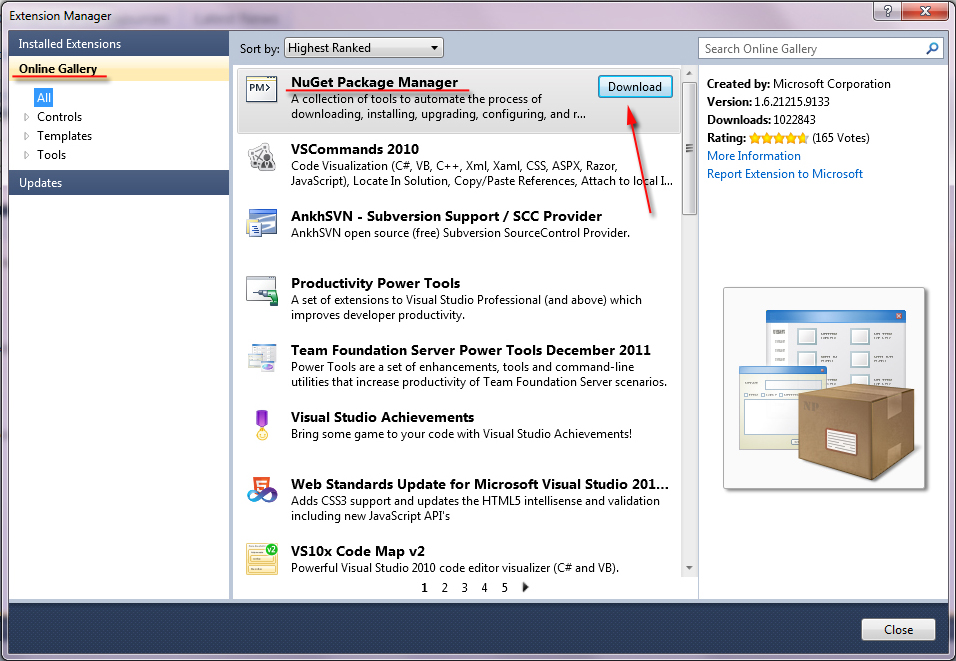 Extension Manager
Installed Extensions
Online Gallery
All
Controls
Templates
Tools
Updates
Sort by: Highest Ranked
NuGet Package Manager
Download
A collection of tools to automate the process of
downloading, installing, upgrading, configuring, and r...
VSCommands 2010
Code Visualization (C#, VB, C++, Xml, Xaml, CSS, ASPX, Razor,
JavaScript), Locate In Solution, Copy/Paste References, Attach to local I...
AnkhSVN - Subversion Support / SCC Provider
AnkhSVN open source (free) Subversion SourceControl Provider.
Productivity Power Tools
A set of extensions to Visual Studio Professional (and above) which
improves developer productivity.
Team Foundation Server Power Tools December 2011
Power Tools are a set of enhancements, tools and command-line
utilities that increase productivity of Team Foundation Server scenarios.
Visual Studio Achievements
Bring some game to your code with Visual Studio Achievements!
Web Standards Update for Microsoft Visual Studio 201...
Adds CSS3 support and updates the HTML5 intellisense and validation
including new JavaScript API's
VS10x Code Map v2
Powerful Visual Studio 2010 code editor visualizer (C# and VB).
1 2 3 4 5
Search Online Gallery
Created by: Microsoft Corporation
Version: 1.6.21215.9133
Downloads: 1022843
Rating: (165 Votes)
More Information
Report Extension to Microsoft
Close
PM>
v2